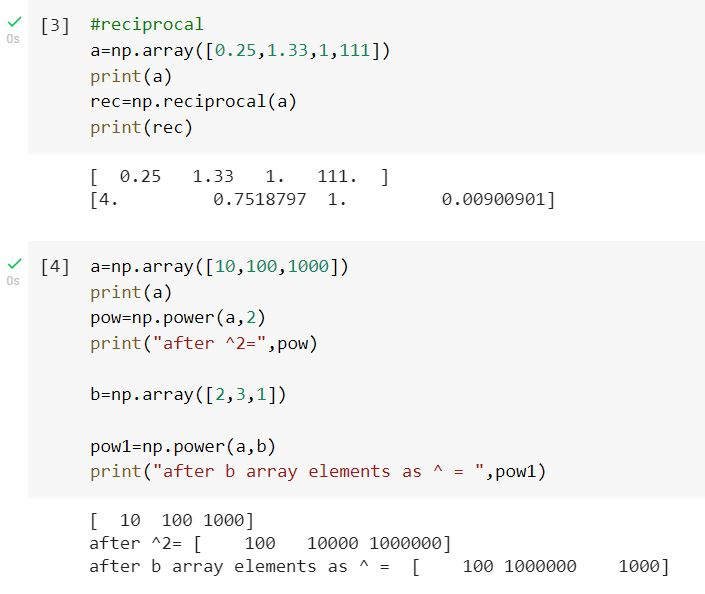 [3] #reciprocal
0s
a=np.array([0.25,1.33,1,111])
print(a)
rec=np.reciprocal(a)
print(rec)
[  0.25   1.33   1.   111.  ]
[4.         0.7518797  1.         0.00900901]
[4] a=np.array([10,100,1000])
0s
print(a)
pow=np.power(a,2)
print("after ^2=",pow)
b=np.array([2,3,1])
pow1=np.power(a,b)
print("after b array elements as ^ = ",pow1)
[  10  100 1000]
after ^2= [    100   10000 1000000]
after b array elements as ^ =  [    100 1000000    1000]